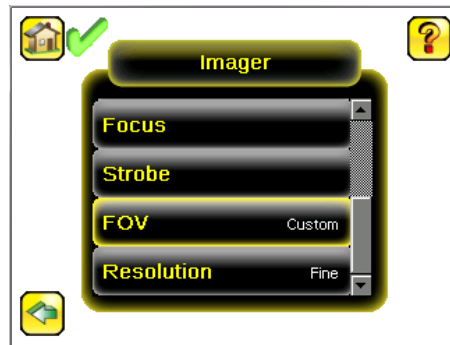 Imager
Focus
Strobe
FOV Custom
Resolution Fine
?